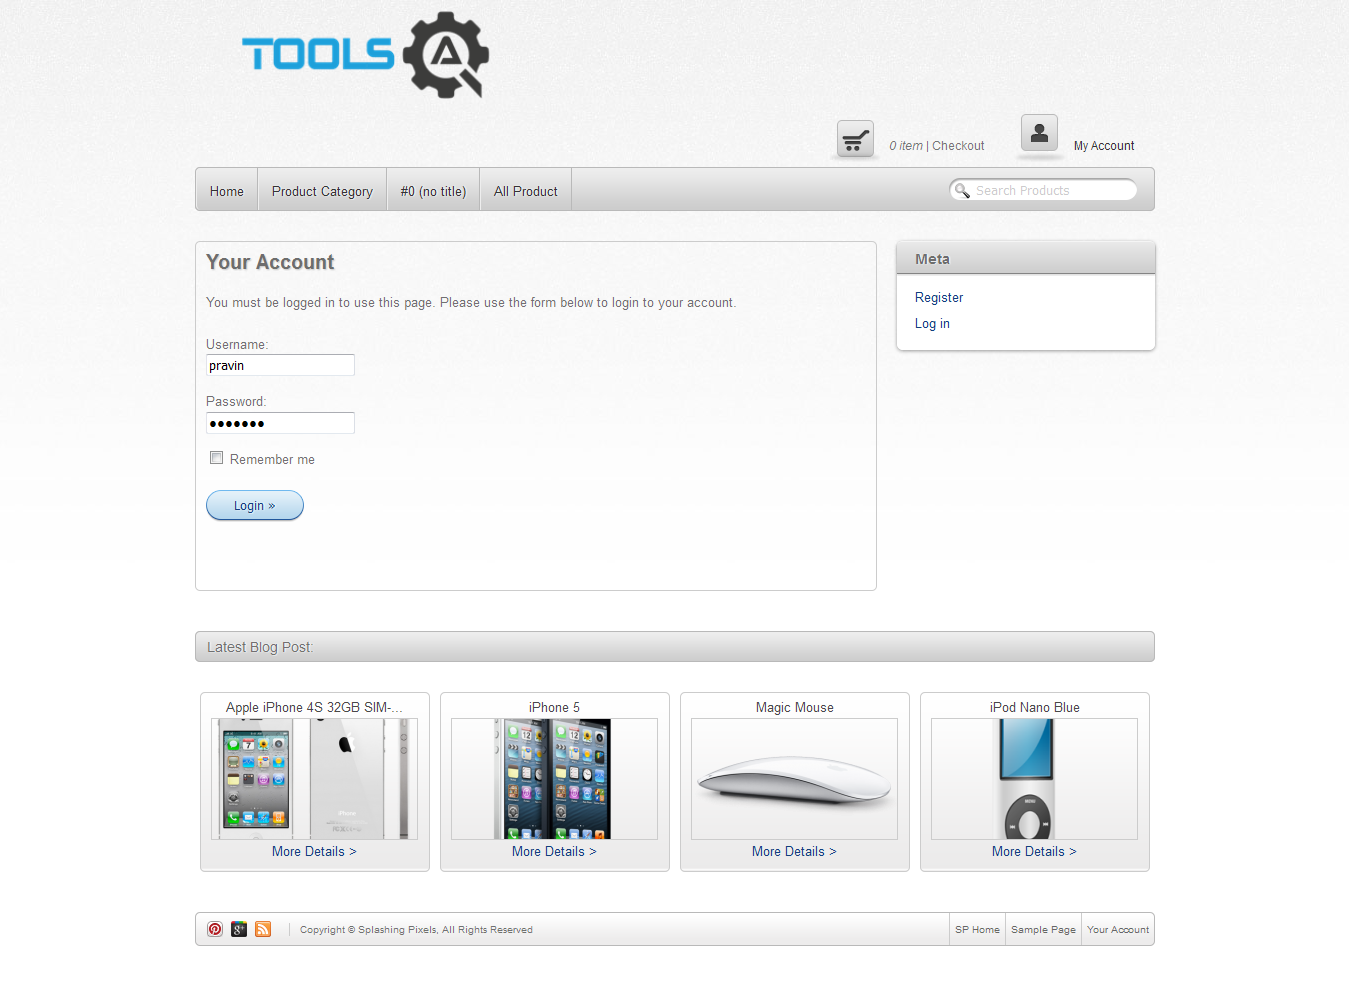 TOOLS QA
0 item | Checkout
My Account
Home
Product Category
#0 (no title)
All Product
Search Products
Your Account
You must be logged in to use this page. Please use the form below to login to your account.
Username:
pravin
Password:
•••••••
Remember me
Login »
Meta
Register
Log in
Latest Blog Post:
Apple iPhone 4S 32GB SIM-...
iPhone 5
Magic Mouse
iPod Nano Blue
More Details >
More Details >
More Details >
More Details >
Copyright © Splashing Pixels, All Rights Reserved
SP Home
Sample Page
Your Account